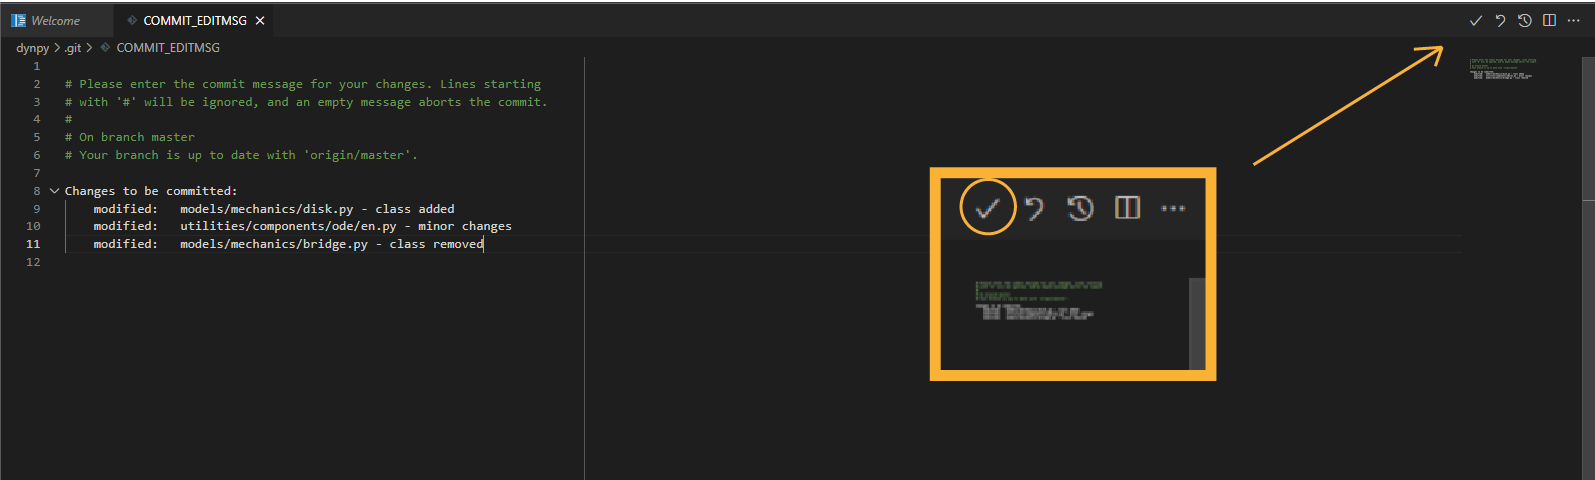 Welcome
COMMIT_EDITMSG
dynpy > .git > COMMIT_EDITMSG
1
2 # Please enter the commit message for your changes. Lines starting
3 # with '#' will be ignored, and an empty message aborts the commit.
4 #
5 # On branch master
6 # Your branch is up to date with 'origin/master'.
7
8 Changes to be committed:
9 modified: models/mechanics/disk.py - class added
10 modified: utilities/components/ode/en.py - minor changes
11 modified: models/mechanics/bridge.py - class removed
12